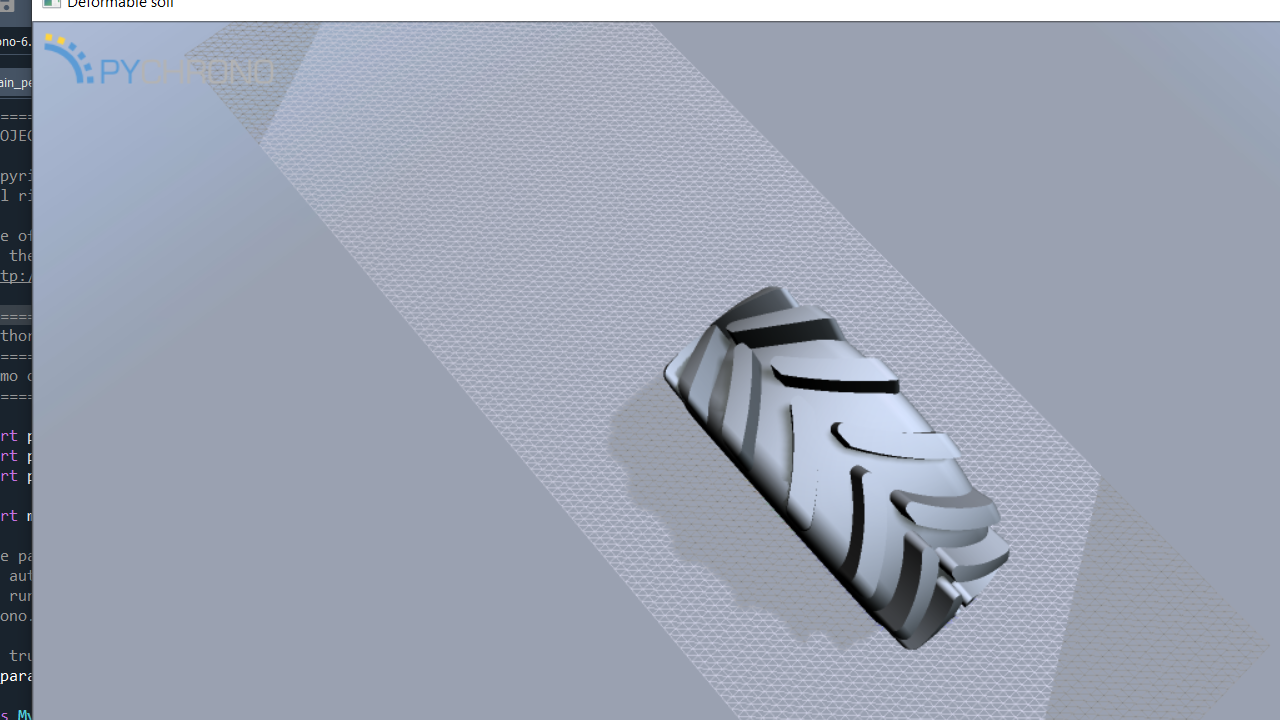 Deformable soil
ono-6.
PYCHRONO
ain_pe
====
OJEC
pyri
l ri
e of
the
tp:/
====
thor
====
mo d
====
rt p
rt p
rt p
rt m
e pa
aut
run
ono.
tru
para
s My